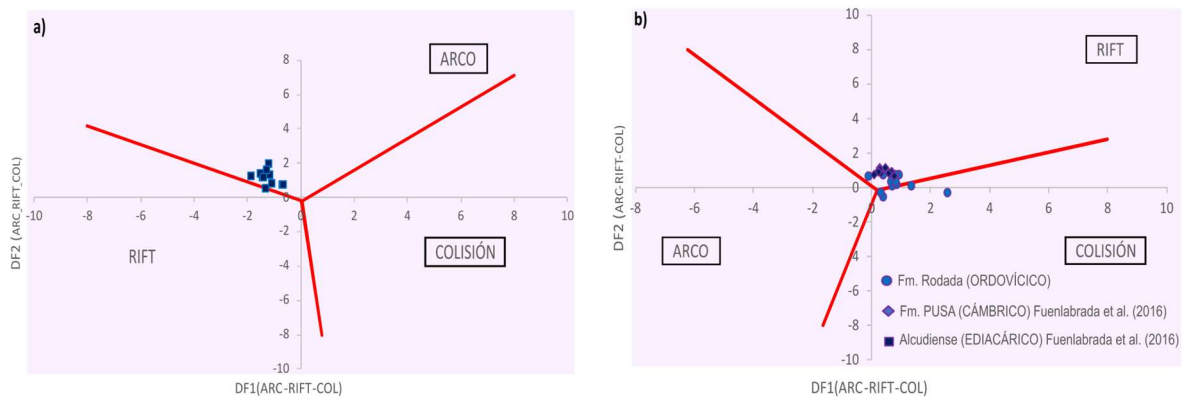 a)
8
6
4
2
0
-2
-4
-6
-8
-10
-10
-8
-6
-4
-2
0
2
4
6
8
10
ARCO
RIFT
COLISIÓN
DF2 (ARC_RIFT_COL)
DF1(ARC-RIFT-COL)
b)
10
8
6
4
2
0
-2
-4
-6
-8
-10
-8
-6
-4
-2
0
2
4
6
8
10
RIFT
ARCO
COLISIÓN
Fm. Rodada (ORDOVÍCICO)
Fm. PUSA (CÁMBRICO) Fuenlabrada et al. (2016)
Alcudiense (EDIACÁRICO) Fuenlabrada et al. (2016)
DF2 (ARC-RIFT-COL)
DF1(ARC-RIFT-COL)